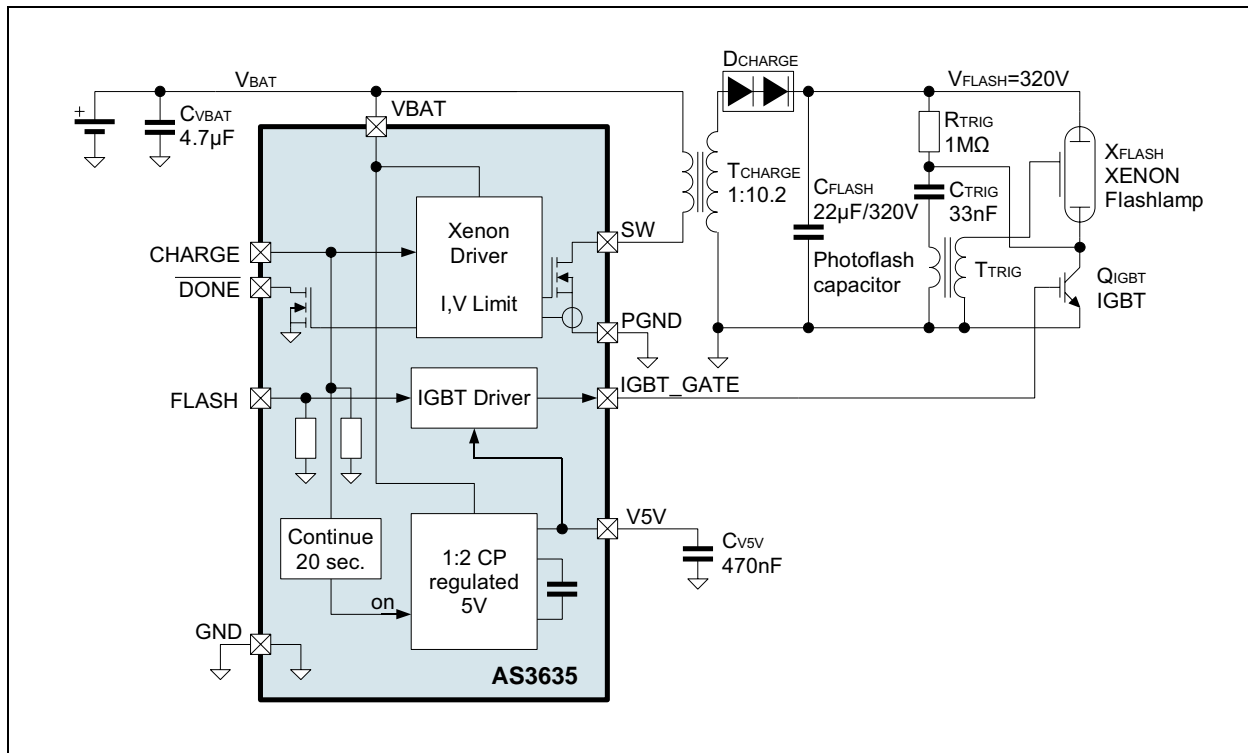 DCHARGE
VBAT
VFLASH=320V
+
CVBAT
4.7µF
VBAT
RTRIG
1MΩ
XFLASH
XENON
Flashlamp
TCHARGE
1:10.2
CFLASH
22µF/320V
CTRIG
33nF
Xenon
Driver
I,V Limit
SW
CHARGE
DONE
Photoflash
capacitor
TTRIG
QIGBT
IGBT
PGND
FLASH
IGBT Driver
IGBT_GATE
Continue
20 sec.
1:2 CP
regulated
5V
V5V
CV5V
470nF
on
GND
AS3635